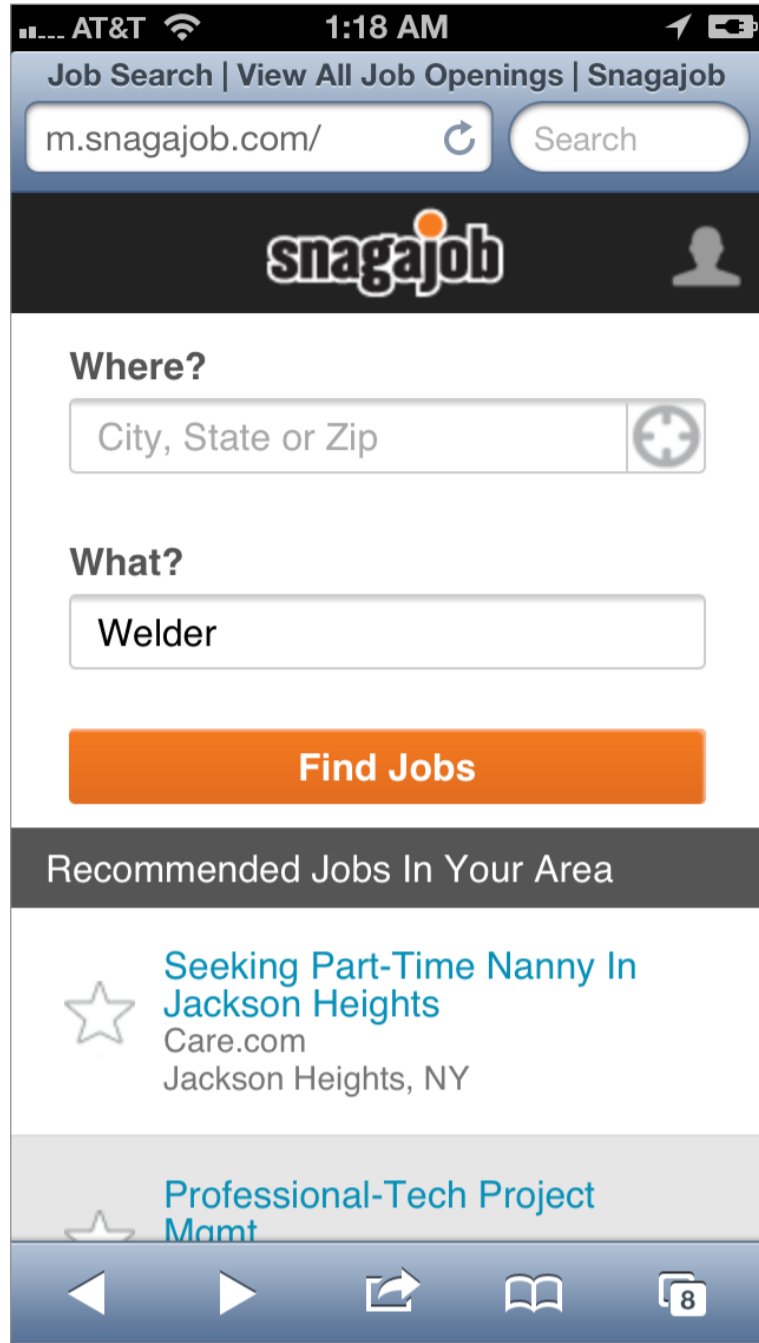 AT&T 1:18 AM
Job Search | View All Job Openings | Snagajob
m.snagajob.com/ Search
snagajob
Where?
City, State or Zip
What?
Welder
Find Jobs
Recommended Jobs In Your Area
Seeking Part-Time Nanny In
Jackson Heights
Care.com
Jackson Heights, NY
Professional-Tech Project
Mgmt
8